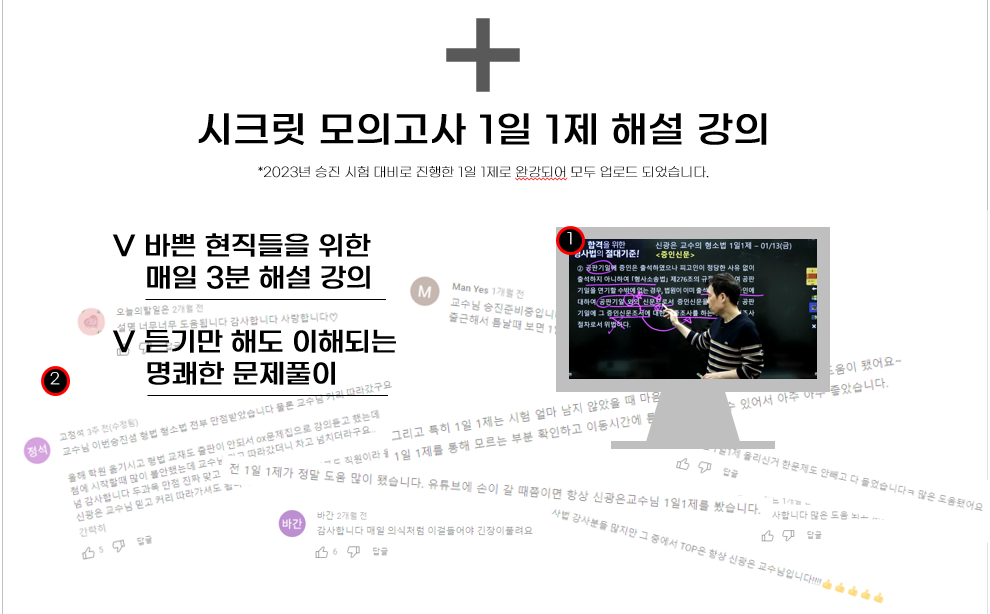 시크릿 모의고사 1일 1제 해설 강의
*2023년 승진 시험 대비로 진행한 1일 1제로 완강되어 모두 업로드 되었습니다.
V 바쁜 현직들을 위한
매일 3분 해설 강의
오늘의할일은 2개월 전
설명 너무너무 도움됩니다 감사합니다 사랑합니다♡
V 듣기만 해도 이해되는
명쾌한 문제풀이
2
M
Man Yes 1개월 전
교수님 승진준비중입니
출근해서 틈날때 보면 1
1
합격을 위한
형사법의 절대기준!
신광은 교수의 형소법 1일1제 – 01/13(금)
<증인신문>
② 공판기일에 증인은 출석하였으나 피고인이 정당한 사유 없이
출석하지 아니하여 「형사소송법」 제276조의 규정에 공판
기일을 연기할 수밖에 없는 경우, 법원이 이미 출석
대하여 공판기일 외의 신문으로서 증인신문을 공판
기일에 그 증인신문조서에 대한 증거조사를 하는
절차로서 위법하다.
정석
고정석 3주 전(수정됨)
교수님 이번승진셤 형법 형소법 전부 만점받았습니다 물론 교수님 커리 따라갔구요
올해 학원 옮기시고 형법 교재도 출판이 안되서 ox문제집으로 강의듣고 했는데
첨에 시작할때 많이 불안했는데 교수님 믿고 따라갔더니 차고 넘치더라구요..
넘 감사합니다 두과목 만점 진짜 맞고
신광은 교수님 믿고 커리 따라가셔도
간략히
5
답글
그리고 특히 1일 1제는 시험 얼마 남지 않았을 때 마음
수 있어서 아주 아주 좋았습니다.
도움이 됐어요~
1일 1제를 통해 모르는 부분 확인하고 이동시간에
전 1일 1제가 정말 도움 많이 됐습니다. 유튜브에 손이 갈 때쯤이면 항상 신광은교수님 1일1제를 봤습니다.
1일1제 올리신거 한문제도 안빼고 다 들었습니다ㅋ 많은 도움됐어요
답글
바간
바간 2개월 전
감사합니다 매일 의식처럼 이걸들어야 긴장이풀려요
6
답글
사합니다 많은 도움
답글
사법 강사분들 많지만 그 중에서 TOP은 항상 신광은 교수님입니다!!!!👍👍👍👍👍